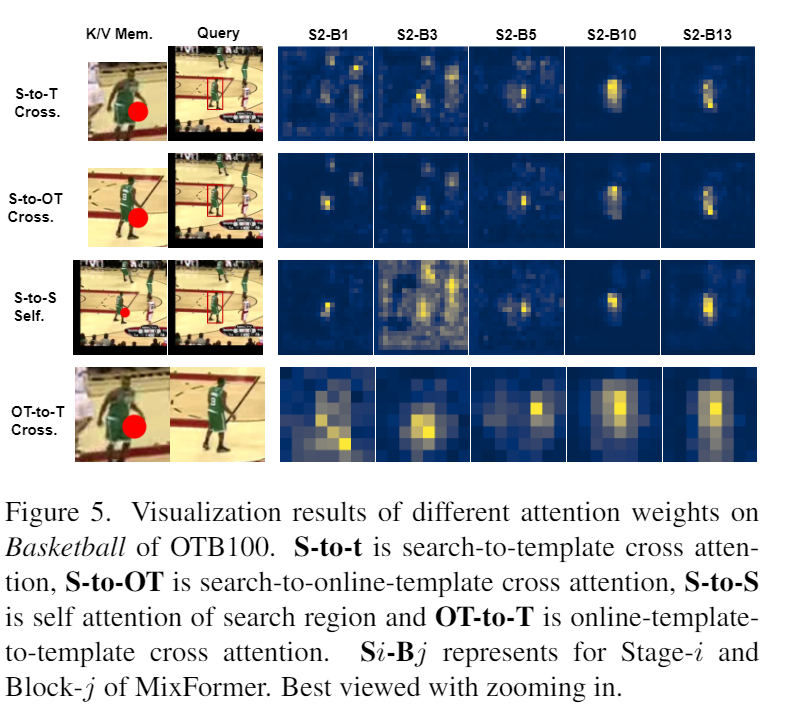 K/V Mem. Query S2-B1 S2-B3 S2-B5 S2-B10 S2-B13
S-to-T
Cross.
S-to-OT
Cross.
S-to-S
Self.
OT-to-T
Cross.
Figure 5. Visualization results of different attention weights on
Basketball of OTB100. S-to-t is search-to-template cross atten-
tion, S-to-OT is search-to-online-template cross attention, S-to-S
is self attention of search region and OT-to-T is online-template-
to-template cross attention. Si-Bj represents for Stage-i and
Block-j of MixFormer. Best viewed with zooming in.